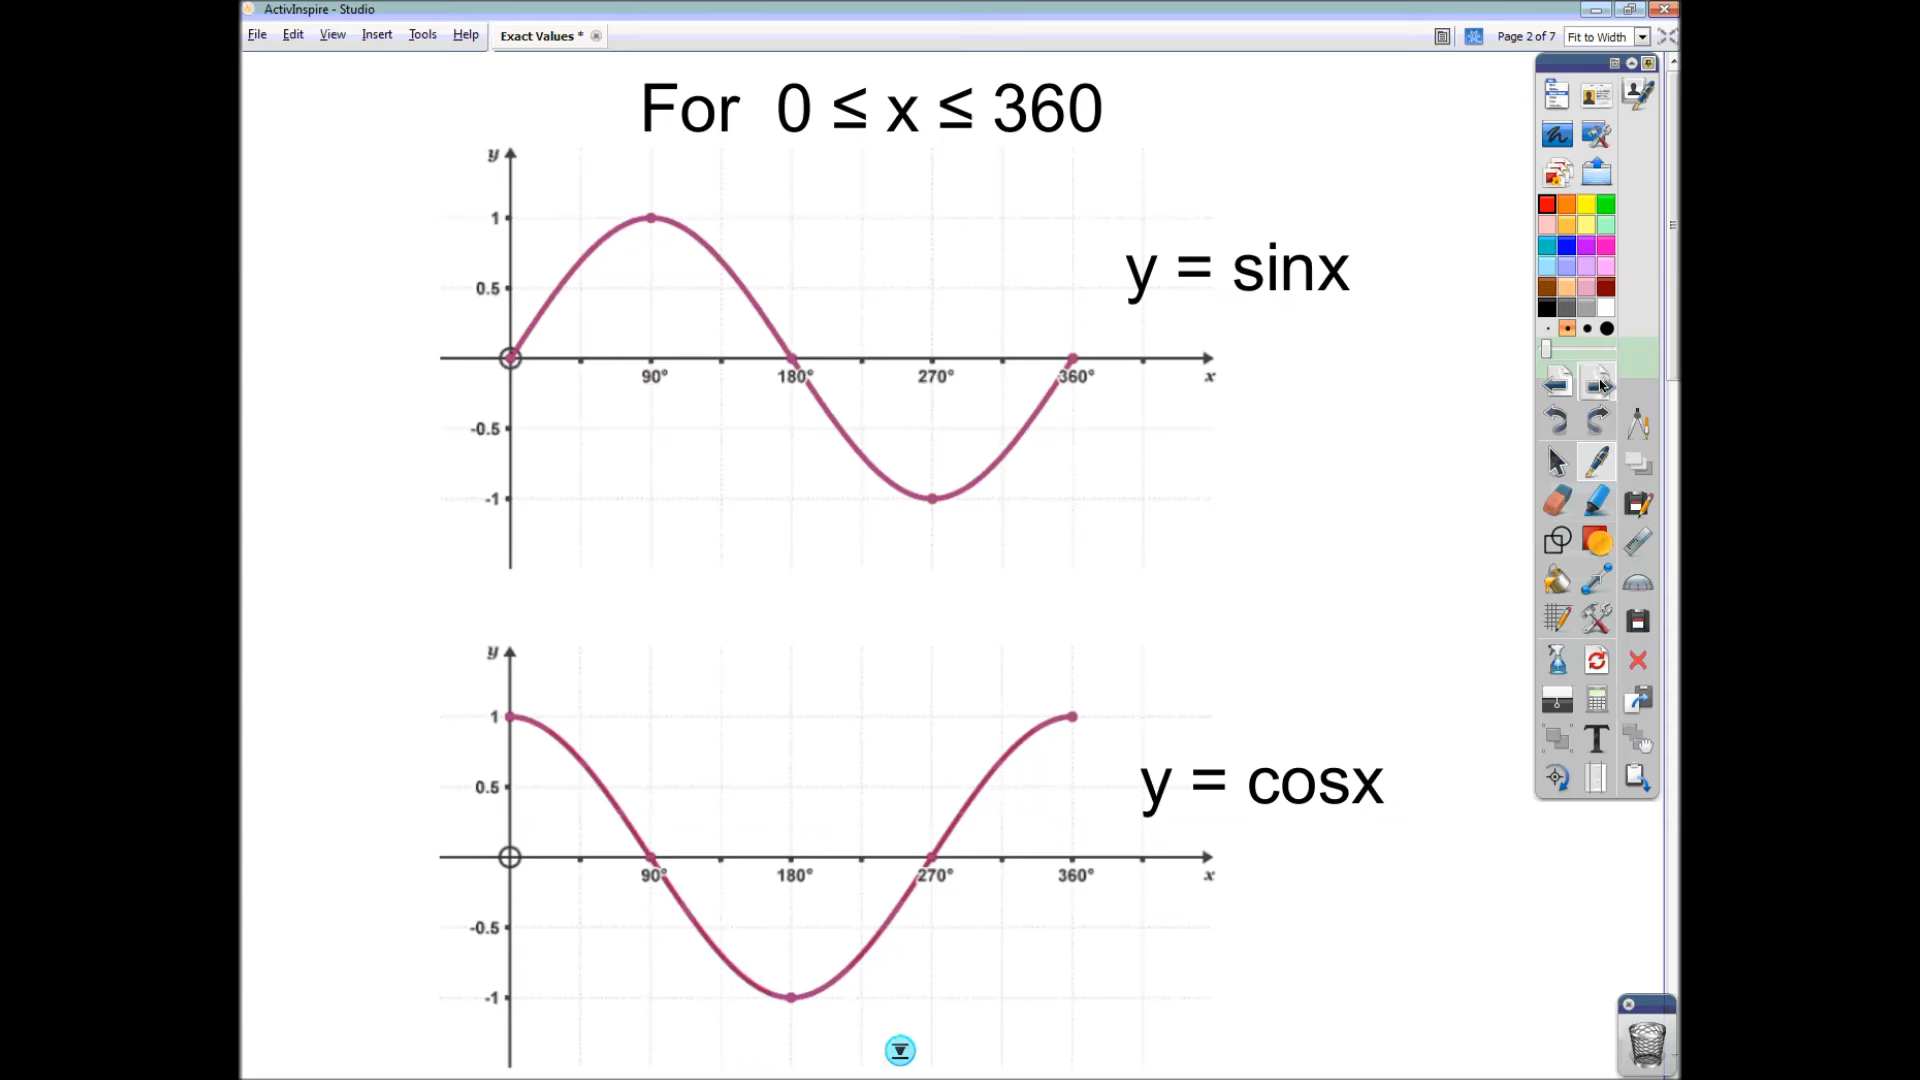 ActivInspire - Studio
File Edit View Insert Tools Help
Exact Values *
Page 2 of 7
Fit to Width
For 0 ≤ x ≤ 360
y
1
0.5
90° 180° 270° 360° x
-0.5
-1
y = sinx
y
1
0.5
90° 180° 270° 360° x
-0.5
-1
y = cosx
T